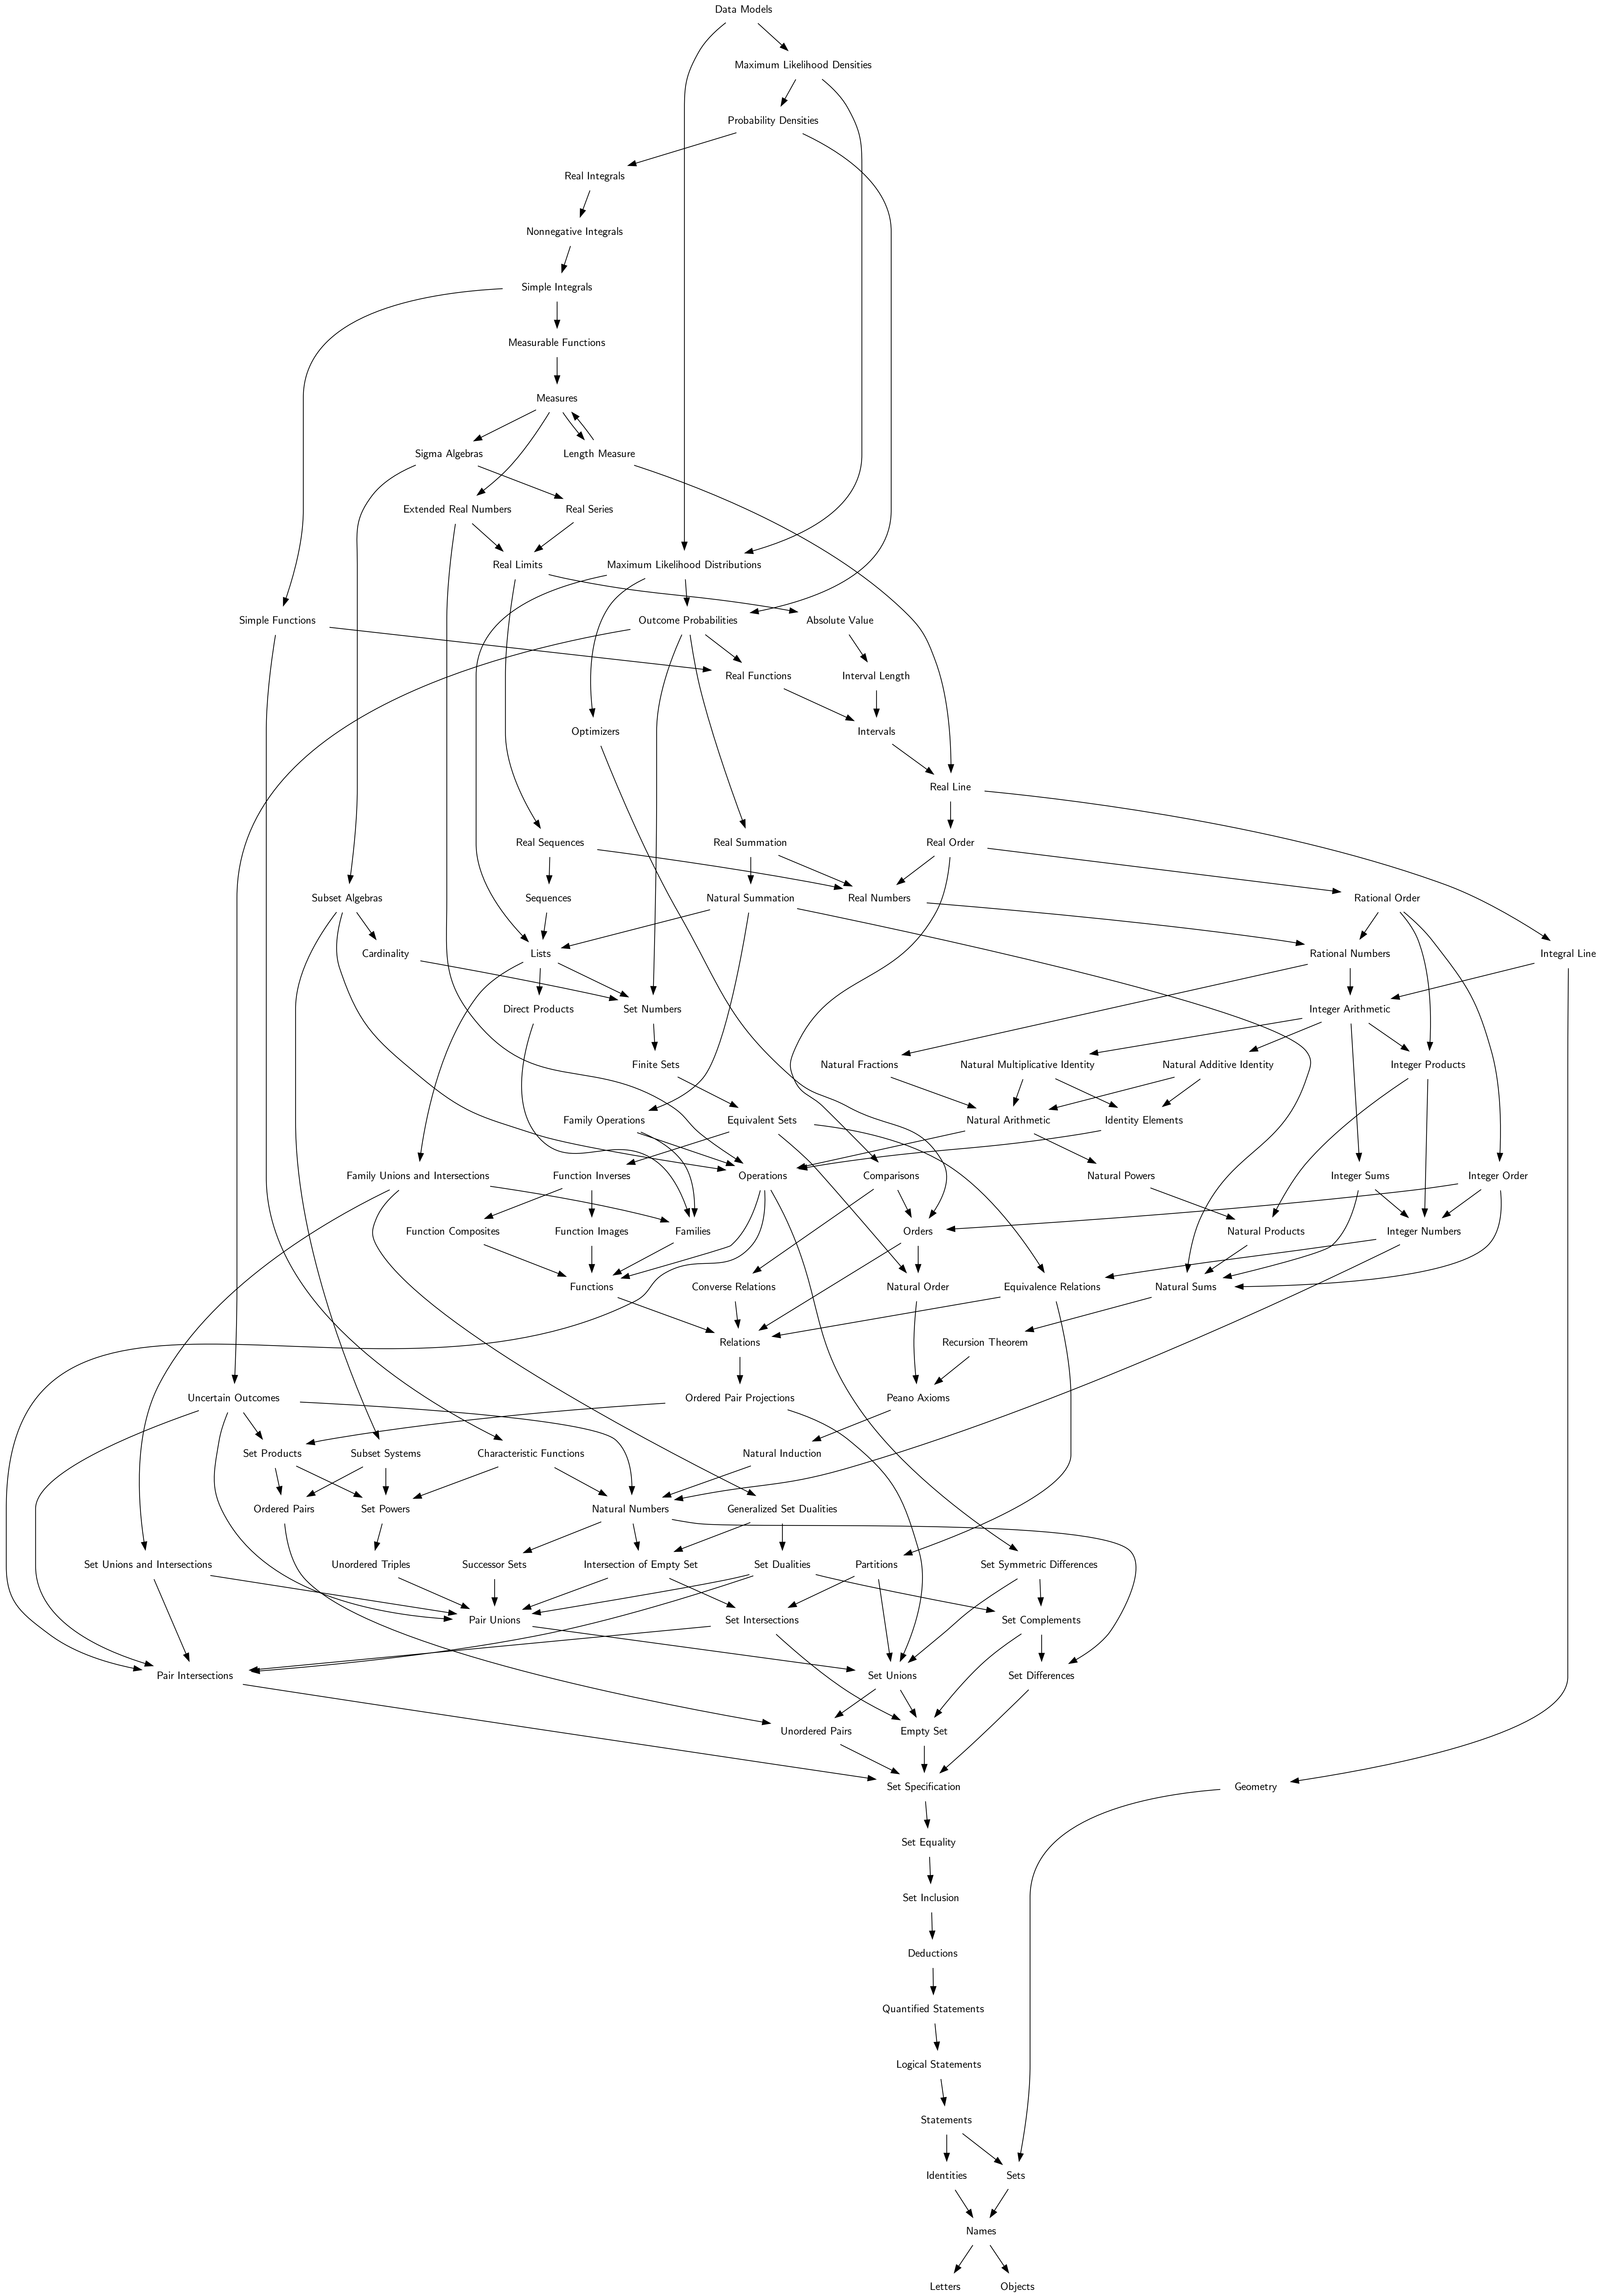 Data Models
Maximum Likelihood Densities
Probability Densities
Real Integrals
Nonnegative Integrals
Simple Integrals
Measurable Functions
Measures
Sigma Algebras
Length Measure
Extended Real Numbers
Real Series
Real Limits
Maximum Likelihood Distributions
Simple Functions
Outcome Probabilities
Absolute Value
Real Functions
Interval Length
Optimizers
Intervals
Real Line
Real Sequences
Real Summation
Real Order
Subset Algebras
Sequences
Natural Summation
Real Numbers
Rational Order
Cardinality
Lists
Rational Numbers
Integral Line
Direct Products
Set Numbers
Integer Arithmetic
Finite Sets
Natural Fractions
Natural Multiplicative Identity
Natural Additive Identity
Integer Products
Family Operations
Equivalent Sets
Natural Arithmetic
Identity Elements
Family Unions and Intersections
Function Inverses
Operations
Comparisons
Natural Powers
Integer Sums
Integer Order
Function Composites
Function Images
Families
Orders
Natural Products
Integer Numbers
Functions
Converse Relations
Natural Order
Equivalence Relations
Natural Sums
Relations
Recursion Theorem
Uncertain Outcomes
Ordered Pair Projections
Peano Axioms
Set Products
Subset Systems
Characteristic Functions
Natural Induction
Ordered Pairs
Set Powers
Natural Numbers
Generalized Set Dualities
Set Unions and Intersections
Unordered Triples
Successor Sets
Intersection of Empty Set
Set Dualities
Partitions
Set Symmetric Differences
Pair Unions
Set Intersections
Set Complements
Pair Intersections
Set Unions
Set Differences
Unordered Pairs
Empty Set
Set Specification
Geometry
Set Equality
Set Inclusion
Deductions
Quantified Statements
Logical Statements
Statements
Identities
Sets
Names
Letters
Objects